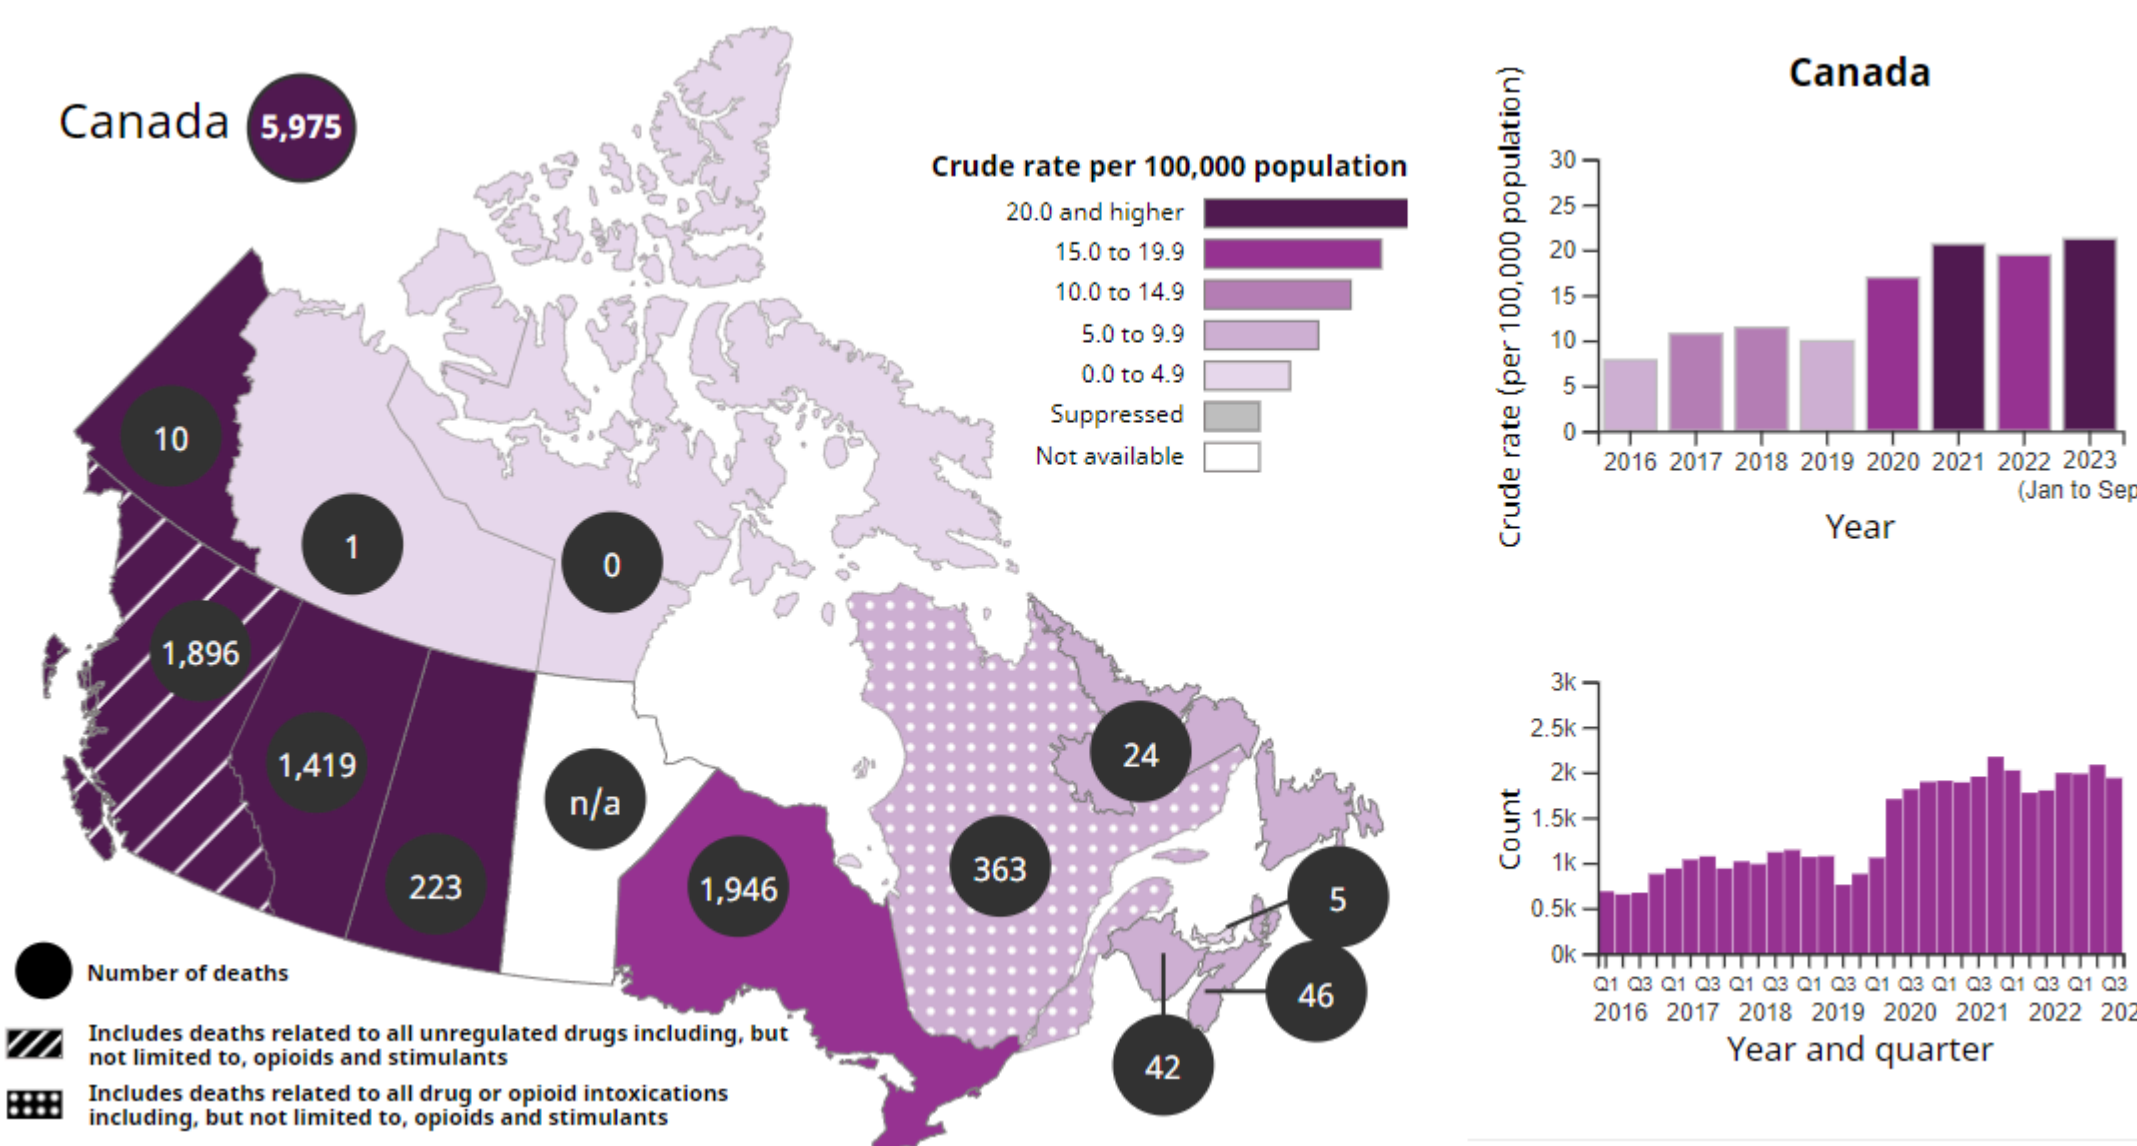 Canada 5,975
Crude rate per 100,000 population
20.0 and higher
15.0 to 19.9
10.0 to 14.9
5.0 to 9.9
0.0 to 4.9
Suppressed
Not available
10
1
0
1,896
1,419
223
n/a
1,946
363
24
5
46
42
Number of deaths
Includes deaths related to all unregulated drugs including, but
not limited to, opioids and stimulants
Includes deaths related to all drug or opioid intoxications
including, but not limited to, opioids and stimulants
Canada
Crude rate (per 100,000 population)
30
25
20
15
10
5
0
2016 2017 2018 2019 2020 2021 2022 2023
(Jan to Sep
Year
Count
3k
2.5k
2k
1.5k
1k
0.5k
0k
Q1 Q3 Q1 Q3 Q1 Q3 Q1 Q3 Q1 Q3 Q1 Q3 Q1 Q3 Q1 Q3
2016 2017 2018 2019 2020 2021 2022 202
Year and quarter